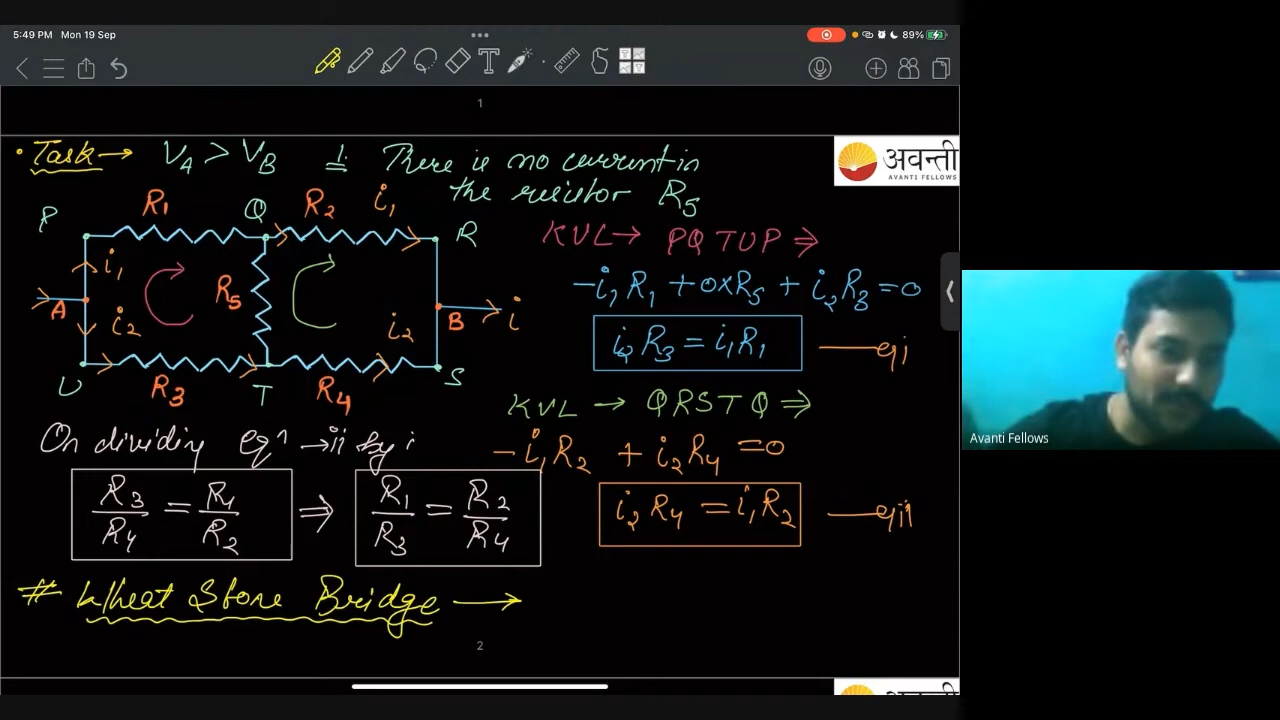 5:49 PM Mon 19 Sep
89%
1
• Task → V_A > V_B 1. There is no current in
the resistor R_5
अवन्ती
AVANTI FELLOWS
P R_1 Q R_2 i_1 R
i_1 R_5
A i_2 i_2 B i
U R_3 T R_4 S
KVL → PQTUP ⇒
-i_1R_1 + 0×R_5 + i_2R_3 = 0
i_2R_3 = i_1R_1 — eq i
KVL → QRSTQ ⇒
-i_1R_2 + i_2R_4 = 0
i_2R_4 = i_1R_2 — eq ii
On dividing eqⁿ → ii by i
R_3/R_4 = R_1/R_2 ⇒ R_1/R_3 = R_2/R_4
# Wheat Stone Bridge →
2
Avanti Fellows